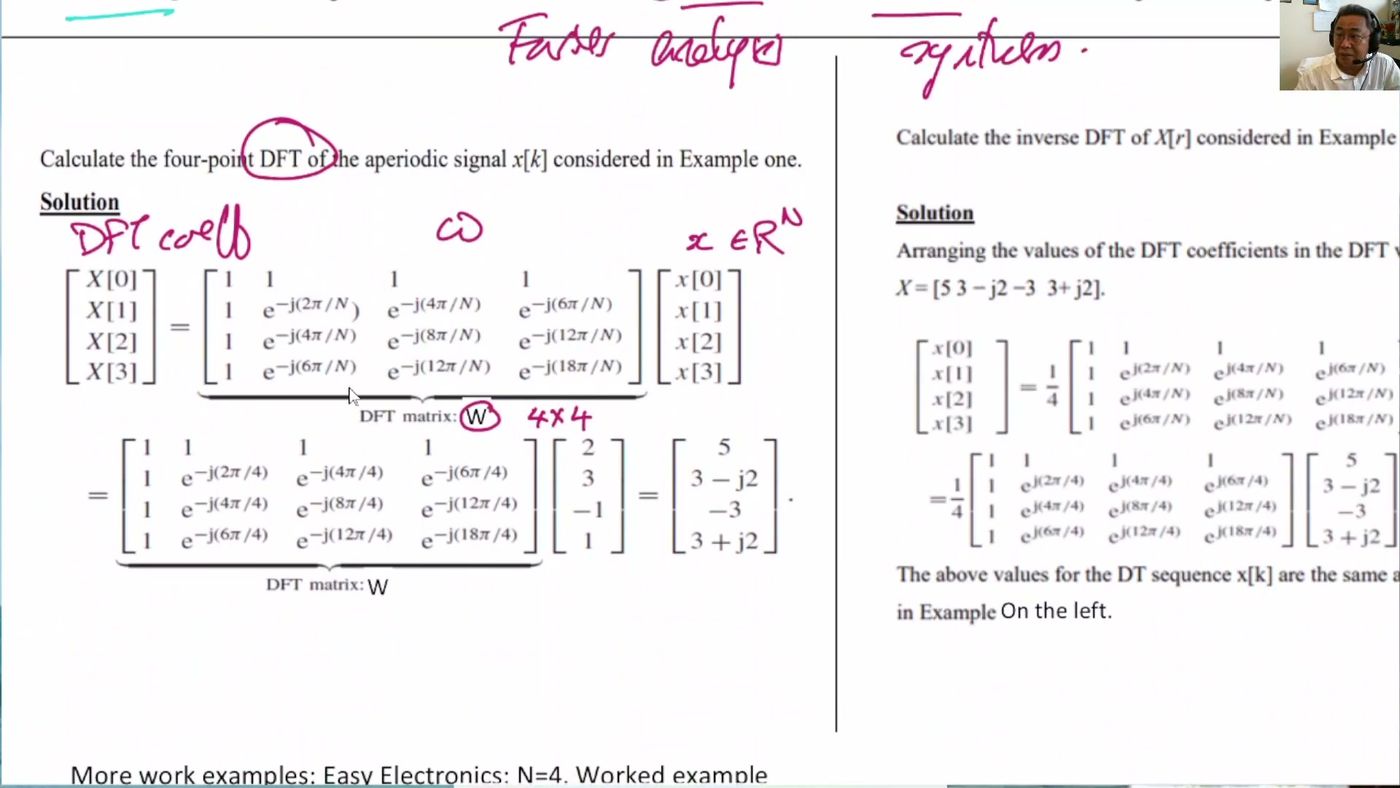 Faster analysis
synthesis.
Calculate the four-point DFT of the aperiodic signal x[k] considered in Example one.
Solution
DFT coeff ω x ∈ R^N
[X[0] X[1] X[2] X[3]] = [1 1 1 1
1 e^−j(2π/N) e^−j(4π/N) e^−j(6π/N)
1 e^−j(4π/N) e^−j(8π/N) e^−j(12π/N)
1 e^−j(6π/N) e^−j(12π/N) e^−j(18π/N)] [x[0] x[1] x[2] x[3]]
DFT matrix: W 4×4
= [1 1 1 1
1 e^−j(2π/4) e^−j(4π/4) e^−j(6π/4)
1 e^−j(4π/4) e^−j(8π/4) e^−j(12π/4)
1 e^−j(6π/4) e^−j(12π/4) e^−j(18π/4)] [2 3 −1 1] = [5 3 − j2 −3 3 + j2].
DFT matrix: W
More work examples: Easy Electronics: N=4. Worked example
Calculate the inverse DFT of X[r] considered in Example
Solution
Arranging the values of the DFT coefficients in the DFT
X = [5 3 − j2 −3 3+ j2].
[x[0] x[1] x[2] x[3]] = 1/4 [1 1 1 1
1 e^j(2π/N) e^j(4π/N) e^j(6π/N)
1 e^j(4π/N) e^j(8π/N) e^j(12π/N)
1 e^j(6π/N) e^j(12π/N) e^j(18π/N)
= 1/4 [1 1 1 1
1 e^j(2π/4) e^j(4π/4) e^j(6π/4)
1 e^j(4π/4) e^j(8π/4) e^j(12π/4)
1 e^j(6π/4) e^j(12π/4) e^j(18π/4)] [5 3 − j2 −3 3 + j2]
The above values for the DT sequence x[k] are the same
in Example On the left.